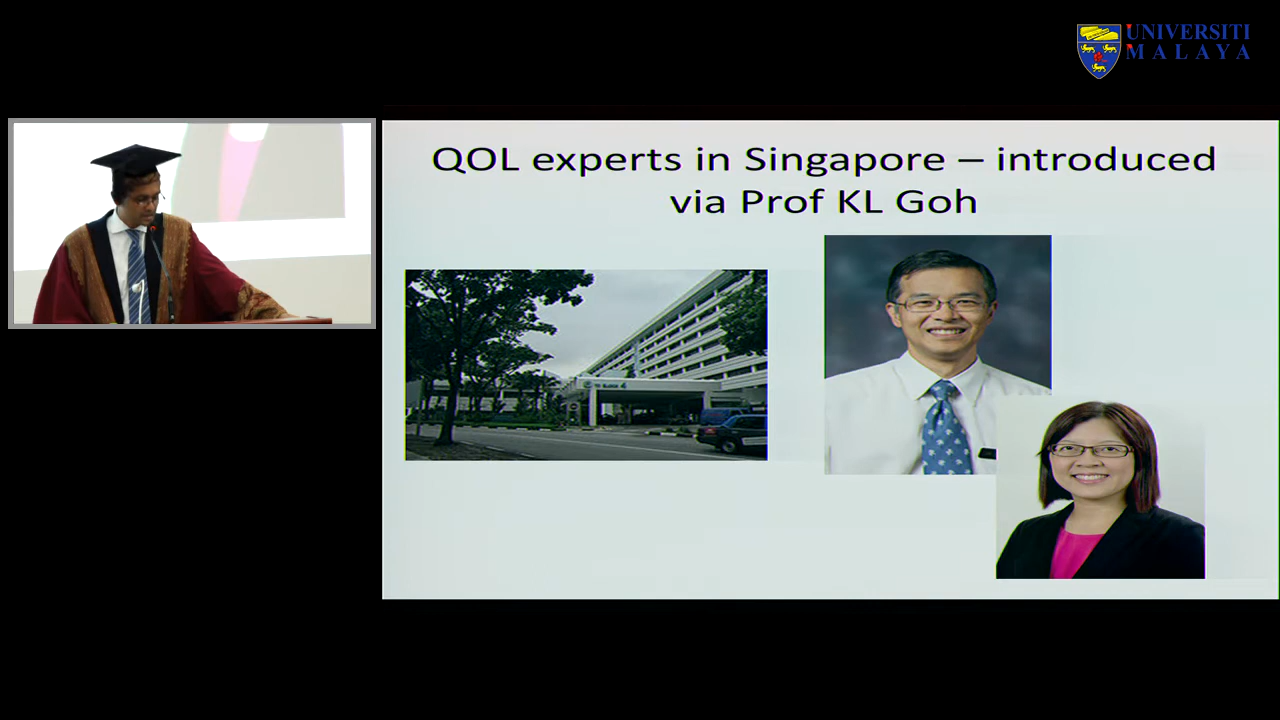 UNIVERSITI
MALAYA
QOL experts in Singapore – introduced
via Prof KL Goh